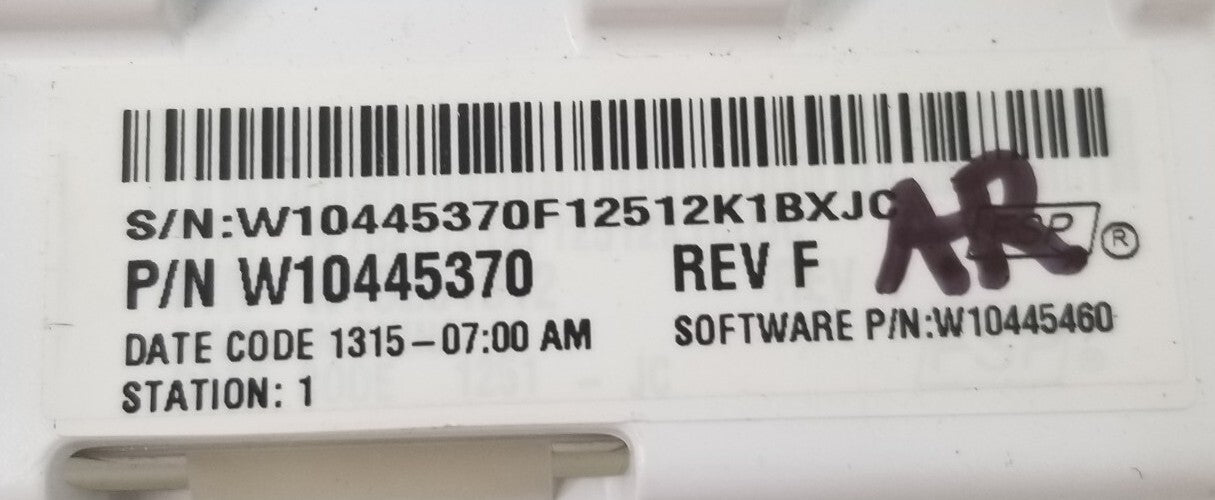 S/N:W10445370F12512K1BXJC
P/N W10445370 REV F
AR
®
DATE CODE 1315-07:00 AM
SOFTWARE P/N:W10445460
STATION: 1